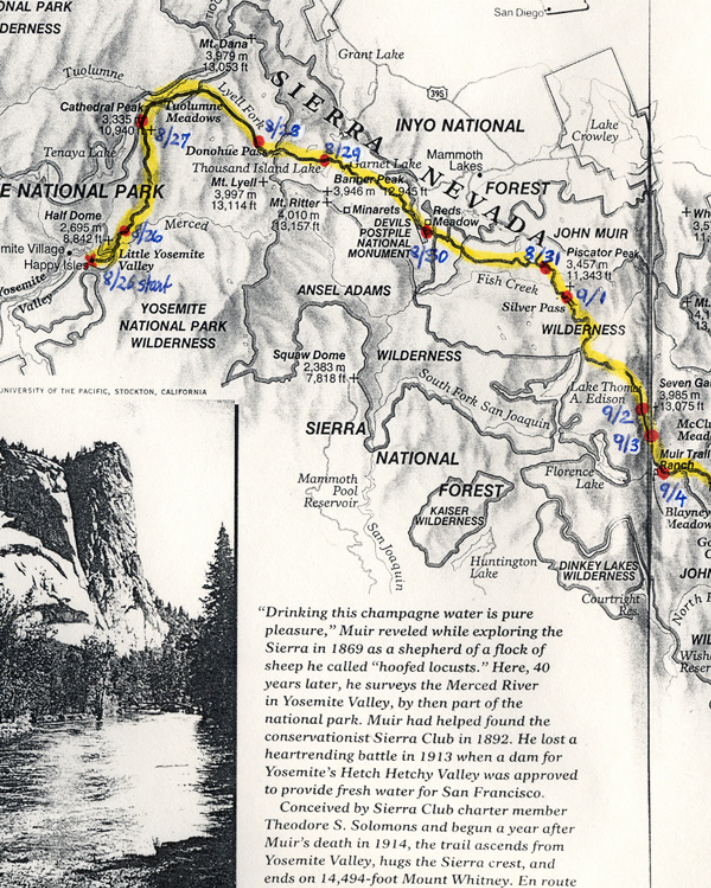 ONAL PARK
DERNESS
San Diego
Mt. Dana
3,979 m
13,053 ft
Grant Lake
Tuolumne
395
SIERRA NEVADA
Cathedral Peak
3,335 m
10,940 ft
Tuolumne
Meadows
Lyell Fork
8/27
8/28
8/29
INYO NATIONAL
FOREST
Lake
Crowley
Tenaya Lake
Donohue Pass
Thousand Island Lake
Garnet Lake
Mammoth
Lakes
E NATIONAL PARK
Mt. Lyell
3,997 m
13,114 ft
Banner Peak
3,946 m 12,945 ft
Mt. Ritter
4,010 m
13,157 ft
Minarets
Reds
Meadow
DEVILS
POSTPILE
NATIONAL
MONUMENT
8/30
Half Dome
2,695 m
8,842 ft
Merced
8/26
mite Village
Happy Isles
Little Yosemite
Valley
8/26 start
Yosemite
Valley
JOHN MUIR
WILDERNESS
8/31
Piscator Peak
3,457 m
11,343 ft
Fish Creek
9/1
Silver Pass
YOSEMITE
NATIONAL PARK
WILDERNESS
ANSEL ADAMS
WILDERNESS
Squaw Dome
2,383 m
7,818 ft
UNIVERSITY OF THE PACIFIC, STOCKTON, CALIFORNIA
South Fork San Joaquin
Lake Thomas
A. Edison
9/2
9/3
Seven Ga
3,985 m
13,075 ft
McClu
Mead
Muir Trail
Ranch
9/4
Blayney
Meadow
SIERRA
NATIONAL
FOREST
Mammoth
Pool
Reservoir
San Joaquin
KAISER
WILDERNESS
Florence
Lake
Huntington
Lake
DINKEY LAKES
WILDERNESS
Courtright
Res.
JOHN
North F
WIL
Wish
Reser
“Drinking this champagne water is pure
pleasure,” Muir reveled while exploring the
Sierra in 1869 as a shepherd of a flock of
sheep he called “hoofed locusts.” Here, 40
years later, he surveys the Merced River
in Yosemite Valley, by then part of the
national park. Muir had helped found the
conservationist Sierra Club in 1892. He lost a
heartrending battle in 1913 when a dam for
Yosemite’s Hetch Hetchy Valley was approved
to provide fresh water for San Francisco.
Conceived by Sierra Club charter member
Theodore S. Solomons and begun a year after
Muir’s death in 1914, the trail ascends from
Yosemite Valley, hugs the Sierra crest, and
ends on 14,494-foot Mount Whitney. En route